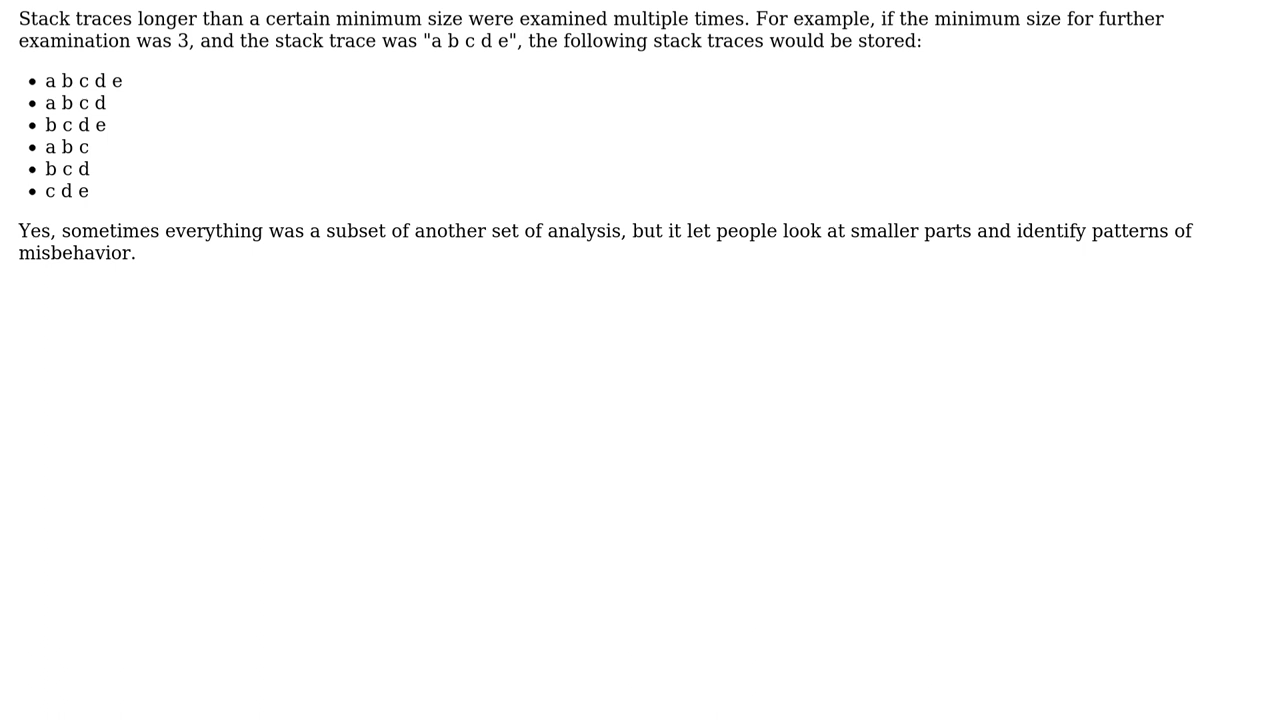 Stack traces longer than a certain minimum size were examined multiple times. For example, if the minimum size for further
examination was 3, and the stack trace was "a b c d e", the following stack traces would be stored:
• a b c d e
• a b c d
• b c d e
• a b c
• b c d
• c d e
Yes, sometimes everything was a subset of another set of analysis, but it let people look at smaller parts and identify patterns of
misbehavior.